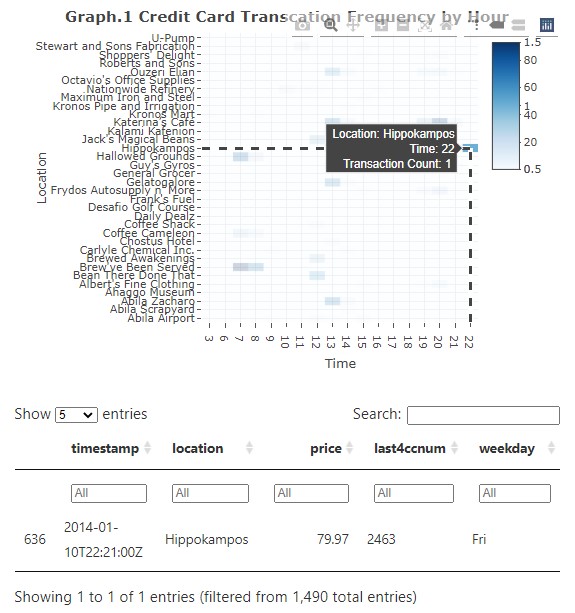 Graph.1 Credit Card Transcation Frequency by Hour
U-Pump
Stewart and Sons Fabrication
Shoppers' Delight
Roberts and Sons
Ouzeri Elian
Octavio's Office Supplies
Nationwide Refinery
Maximum Iron and Steel
Kronos Pipe and Irrigation
Kronos Mart
Katerina's Café
Kalami Kafenion
Jack's Magical Beans
Hippokampos
Hallowed Grounds
Guy's Gyros
General Grocer
Gelatogalore
Frydos Autosupply n' More
Frank's Fuel
Desafio Golf Course
Daily Dealz
Coffee Shack
Coffee Cameleon
Chostus Hotel
Carlyle Chemical Inc.
Brewed Awakenings
Brew've Been Served
Bean There Done That
Albert's Fine Clothing
Ahaggo Museum
Abila Zacharo
Abila Scrapyard
Abila Airport
Location
Location: Hippokampos
Time: 22
Transaction Count: 1
1.5
80
60
1
40
20
0.5
3 4 5 6 7 8 9 10 11 12 13 14 15 16 17 18 19 20 21 22
Time
Show 5 entries
Search:
timestamp location price last4ccnum weekday
All All All All All
636 2014-01-10T22:21:00Z Hippokampos 79.97 2463 Fri
Showing 1 to 1 of 1 entries (filtered from 1,490 total entries)